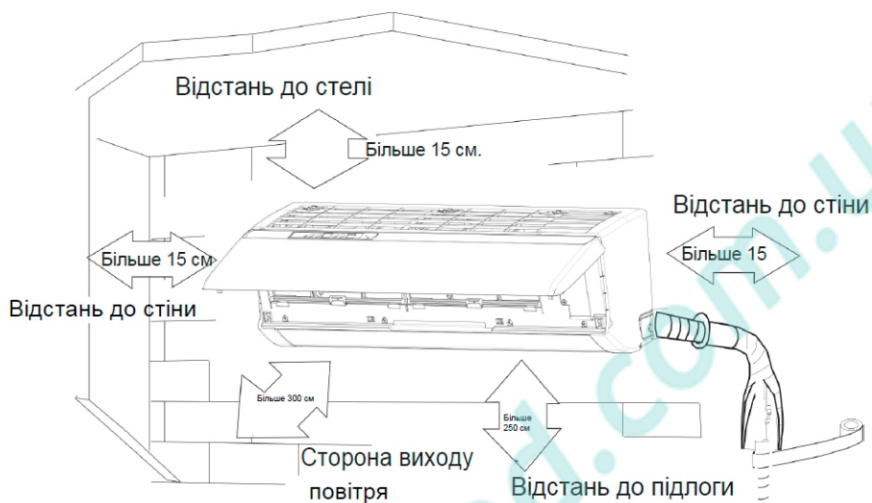 Відстань до стелі
Більше 15 см.
Відстань до стіни
Більше 15
Більше 15 см
Відстань до стіни
Більше 300 см
Більше
250 см
Сторона виходу
повітря
Відстань до підлоги
d.com.u